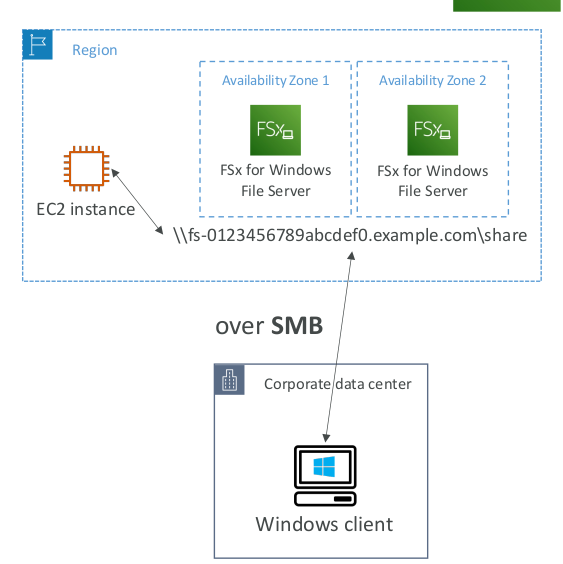 Region
Availability Zone 1
Availability Zone 2
FSx
FSx
FSx for Windows
File Server
FSx for Windows
File Server
EC2 instance
\\fs-0123456789abcdef0.example.com\share
over SMB
Corporate data center
Windows client